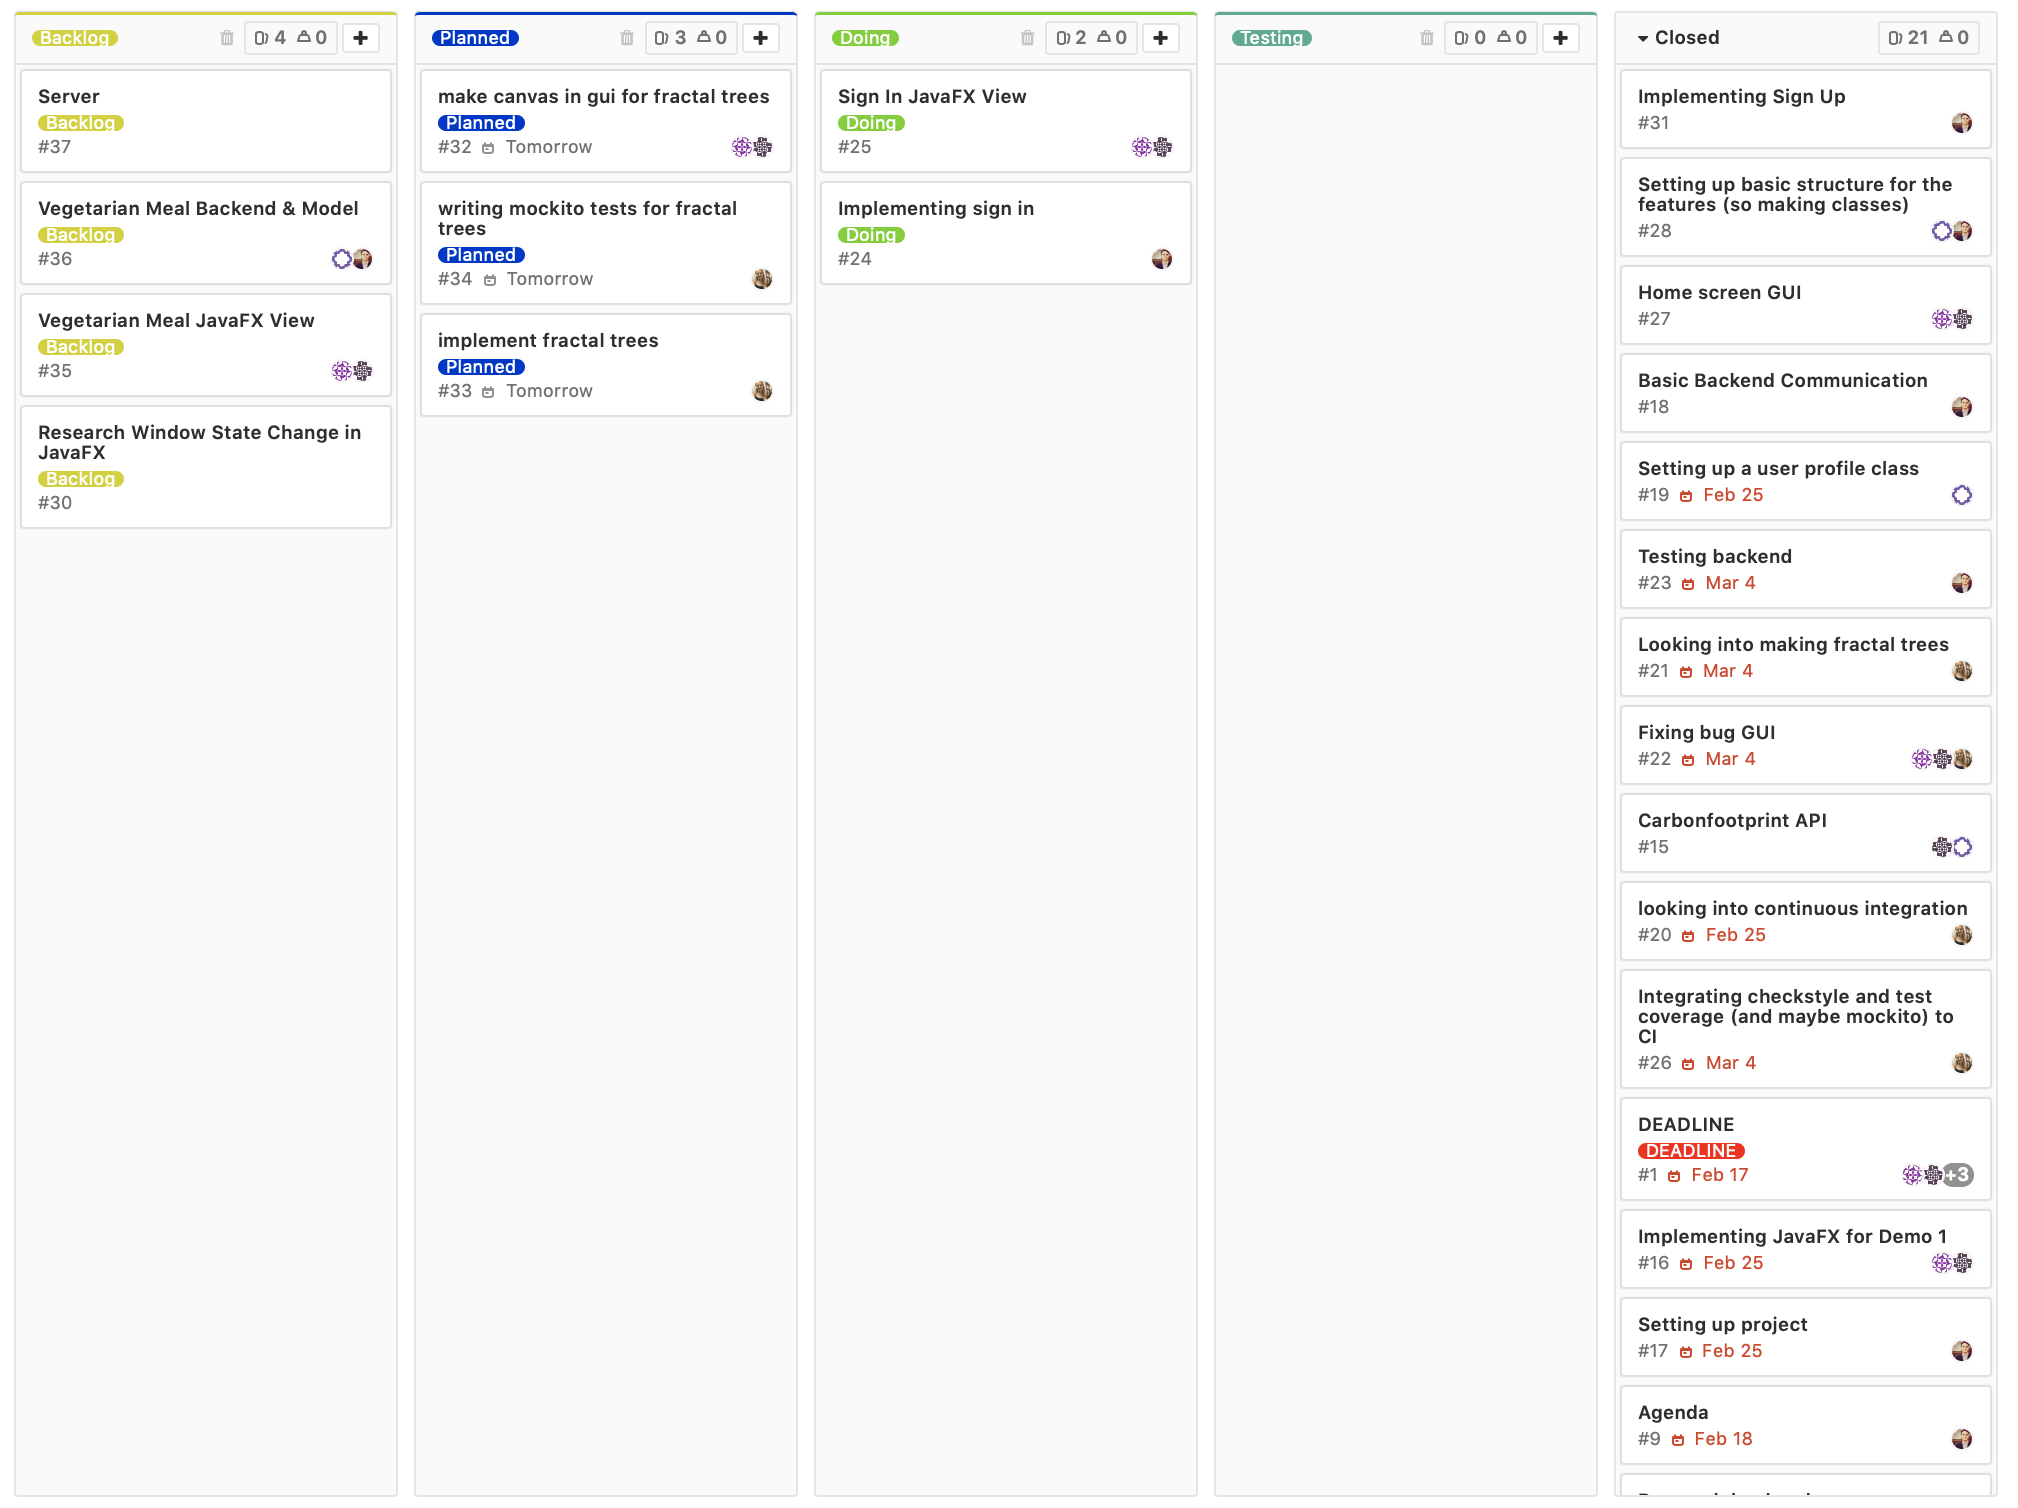 Backlog 4 0
Server
Backlog
#37
Vegetarian Meal Backend & Model
Backlog
#36
Vegetarian Meal JavaFX View
Backlog
#35
Research Window State Change in
JavaFX
Backlog
#30
Planned 3 0
make canvas in gui for fractal trees
Planned
#32 Tomorrow
writing mockito tests for fractal
trees
Planned
#34 Tomorrow
implement fractal trees
Planned
#33 Tomorrow
Doing 2 0
Sign In JavaFX View
Doing
#25
Implementing sign in
Doing
#24
Testing 0 0
Closed 21 0
Implementing Sign Up
#31
Setting up basic structure for the
features (so making classes)
#28
Home screen GUI
#27
Basic Backend Communication
#18
Setting up a user profile class
#19 Feb 25
Testing backend
#23 Mar 4
Looking into making fractal trees
#21 Mar 4
Fixing bug GUI
#22 Mar 4
Carbonfootprint API
#15
looking into continuous integration
#20 Feb 25
Integrating checkstyle and test
coverage (and maybe mockito) to
CI
#26 Mar 4
DEADLINE
DEADLINE
#1 Feb 17 +3
Implementing JavaFX for Demo 1
#16 Feb 25
Setting up project
#17 Feb 25
Agenda
#9 Feb 18